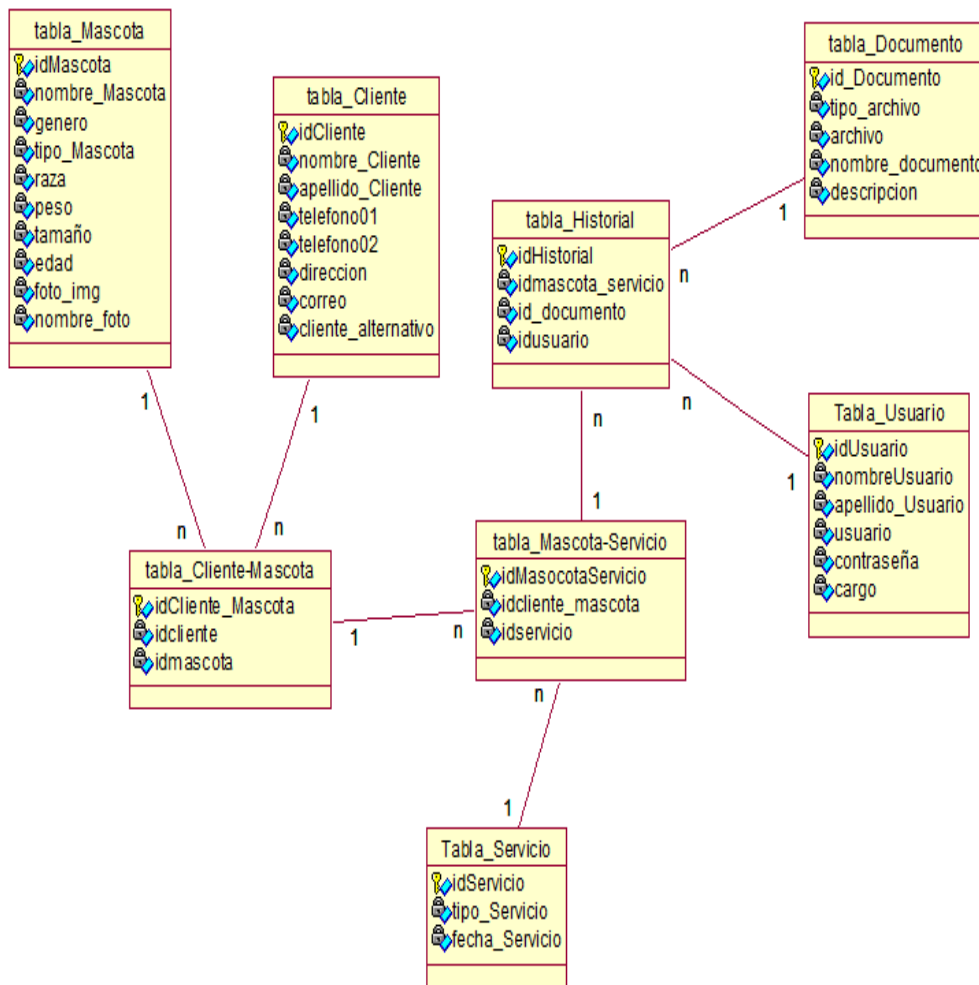 tabla_Mascota
idMascota
nombre_Mascota
genero
tipo_Mascota
raza
peso
tamaño
edad
foto_img
nombre_foto
tabla_Cliente
idCliente
nombre_Cliente
apellido_Cliente
telefono01
telefono02
direccion
correo
cliente_alternativo
tabla_Documento
id_Documento
tipo_archivo
archivo
nombre_documento
descripcion
tabla_Historial
idHistorial
idmascota_servicio
id_documento
idusuario
1
n
1
1
n
n
Tabla_Usuario
idUsuario
nombreUsuario
apellido_Usuario
usuario
contraseña
cargo
1
n
n
1
tabla_Cliente-Mascota
idCliente_Mascota
idcliente
idmascota
tabla_Mascota-Servicio
idMasocotaServicio
idcliente_mascota
idservicio
1
n
n
1
Tabla_Servicio
idServicio
tipo_Servicio
fecha_Servicio